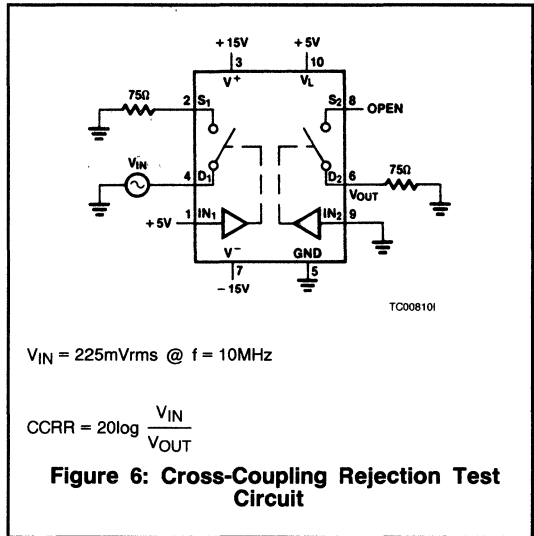 +15V +5V
3 10
V+ VL
75Ω 2 S1 S2 8 OPEN
VIN 4 D1 D2 6 75Ω
VOUT
+5V 1 IN1 IN2 9
V− GND
7 5
−15V
TC00810I
VIN = 225mVrms @ f = 10MHz
CCRR = 20log VIN
VOUT
Figure 6: Cross-Coupling Rejection Test
Circuit